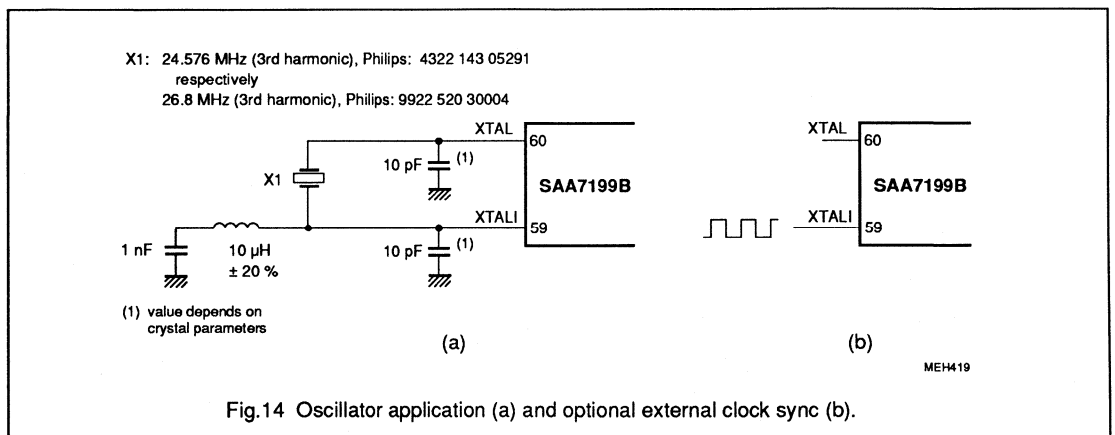 X1: 24.576 MHz (3rd harmonic), Philips: 4322 143 05291
respectively
26.8 MHz (3rd harmonic), Philips: 9922 520 30004
XTAL
60
10 pF
(1)
X1
SAA7199B
XTALI
59
1 nF
10 µH
± 20 %
10 pF
(1)
(1) value depends on
crystal parameters
(a)
XTAL
60
SAA7199B
XTALI
59
(b)
MEH419
Fig.14 Oscillator application (a) and optional external clock sync (b).